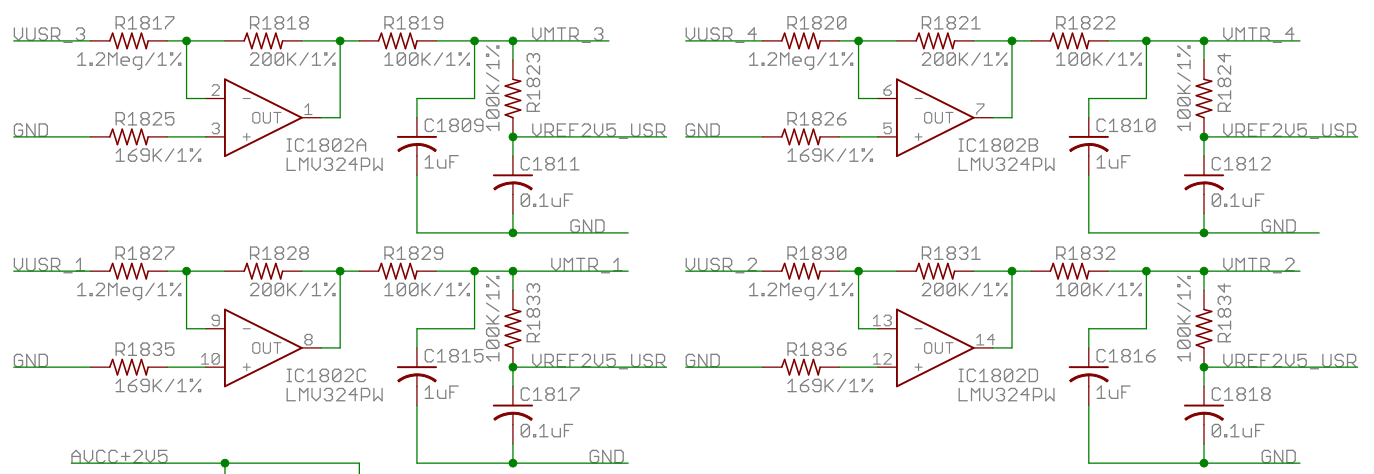 R1817 R1818 R1819 R1820 R1821 R1822
VUSR_3 VMTR_3 VUSR_4 VMTR_4
1.2Meg/1% 200K/1% 100K/1% 100K/1% R1823 1.2Meg/1% 200K/1% 100K/1% 100K/1% R1824
2 - 6 -
R1825 OUT 1 C1809 R1826 OUT 7 C1810
GND 3 + VREF2V5_USR GND 5 + VREF2V5_USR
169K/1% IC1802A 1uF C1811 169K/1% IC1802B 1uF C1812
LMV324PW LMV324PW
0.1uF 0.1uF
GND GND
R1827 R1828 R1829 R1830 R1831 R1832
VUSR_1 VMTR_1 VUSR_2 VMTR_2
1.2Meg/1% 200K/1% 100K/1% 100K/1% R1833 1.2Meg/1% 200K/1% 100K/1% 100K/1% R1834
9 - 13 -
R1835 OUT 8 C1815 R1836 OUT 14 C1816
GND 10 + VREF2V5_USR GND 12 + VREF2V5_USR
169K/1% IC1802C 1uF C1817 169K/1% IC1802D 1uF C1818
LMV324PW LMV324PW
0.1uF 0.1uF
AVCC+2V5 GND GND